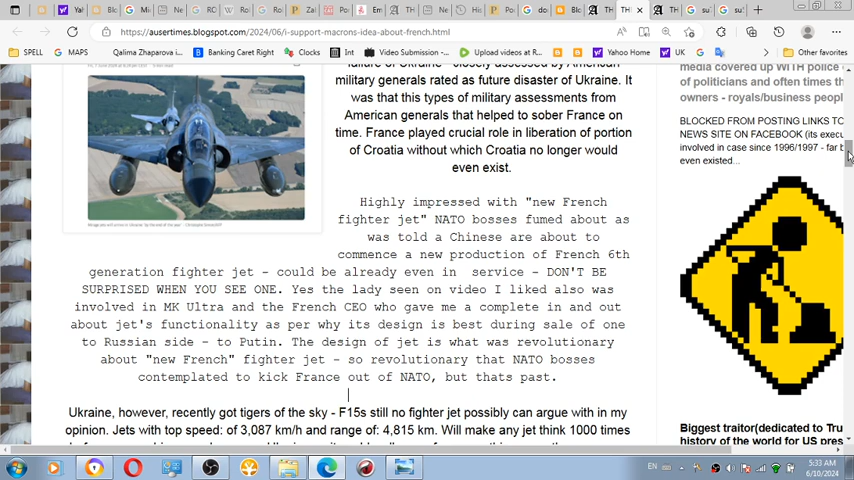 https://ausertimes.blogspot.com/2024/06/i-support-macrons-idea-about-french.html
SPELL
GMAPS
Qalima Zhaparova i...
Banking Caret Right
Clocks
Int
Video Converter &...
Upload videos at r...
Blog
Yahoo Home
UK
Other favorites
failure of Ukraine - closely assessed by American
military generals rated as future disaster of Ukraine. It
was that this types of military assessments from
American generals that helped to sober France on
time. France played crucial role in liberation of portion
of Croatia without which Croatia no longer would
even exist.
Highly impressed with "new French
fighter jet" NATO bosses fumed about as
was told a Chinese are about to
commence a new production of French 6th
generation fighter jet - could be already even in service - DON'T BE
SURPRISED WHEN YOU SEE ONE. Yes the lady seen on video I liked also was
involved in MK Ultra and the French CEO who gave me a complete in and out
about jet's functionality as per why its design is best during sale of one
to Russian side - to Putin. The design of jet is what was revolutionary
about "new French" fighter jet - so revolutionary that NATO bosses
contemplated to kick France out of NATO, but thats past.
Ukraine, however, recently got tigers of the sky - F15s still no fighter jet possibly can argue with in my
opinion. Jets with top speed: of 3,087 km/h and range of: 4,815 km. Will make any jet think 1000 times
media covered up WITH police
of politicians and often times th
owners - royals/business peopl
BLOCKED FROM POSTING LINKS TO
NEWS SITE ON FACEBOOK (its execu
involved in case since 1996/1997 - far b
even existed...
Biggest traitor(dedicated to Tru
history of the world for US pres
EN
5:33 AM
6/10/2024